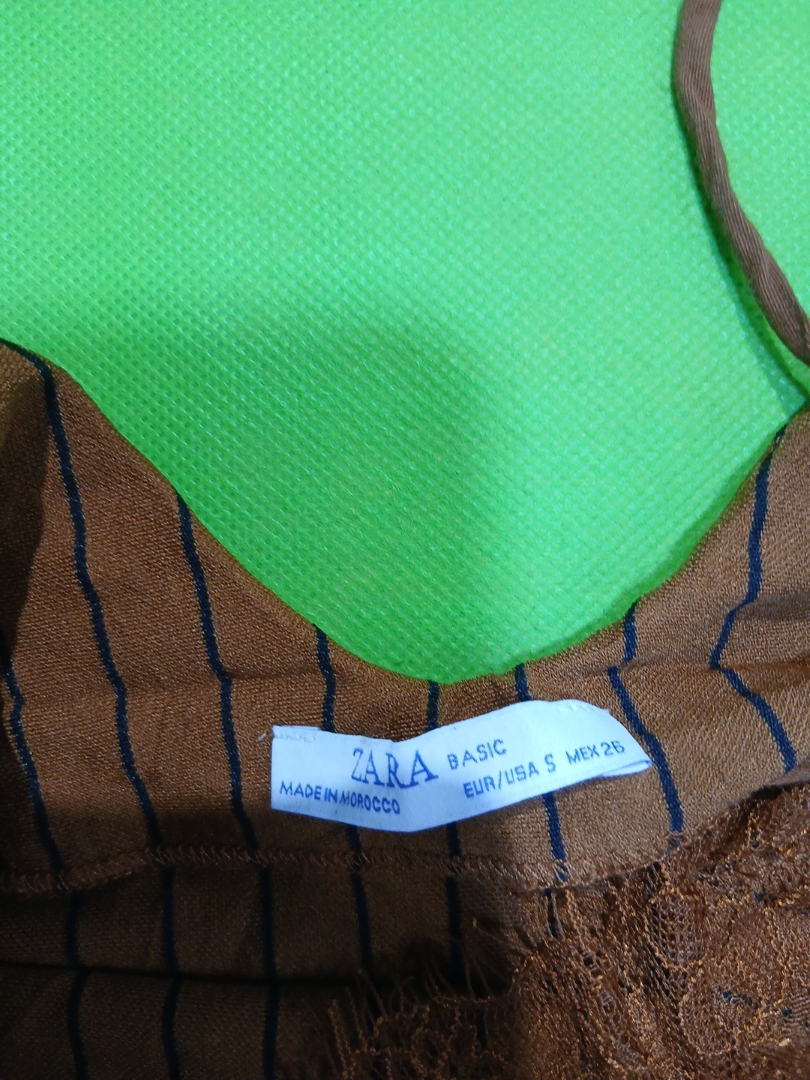 ZARA BASIC
MADE IN MOROCCO EUR/USA S MEX 26